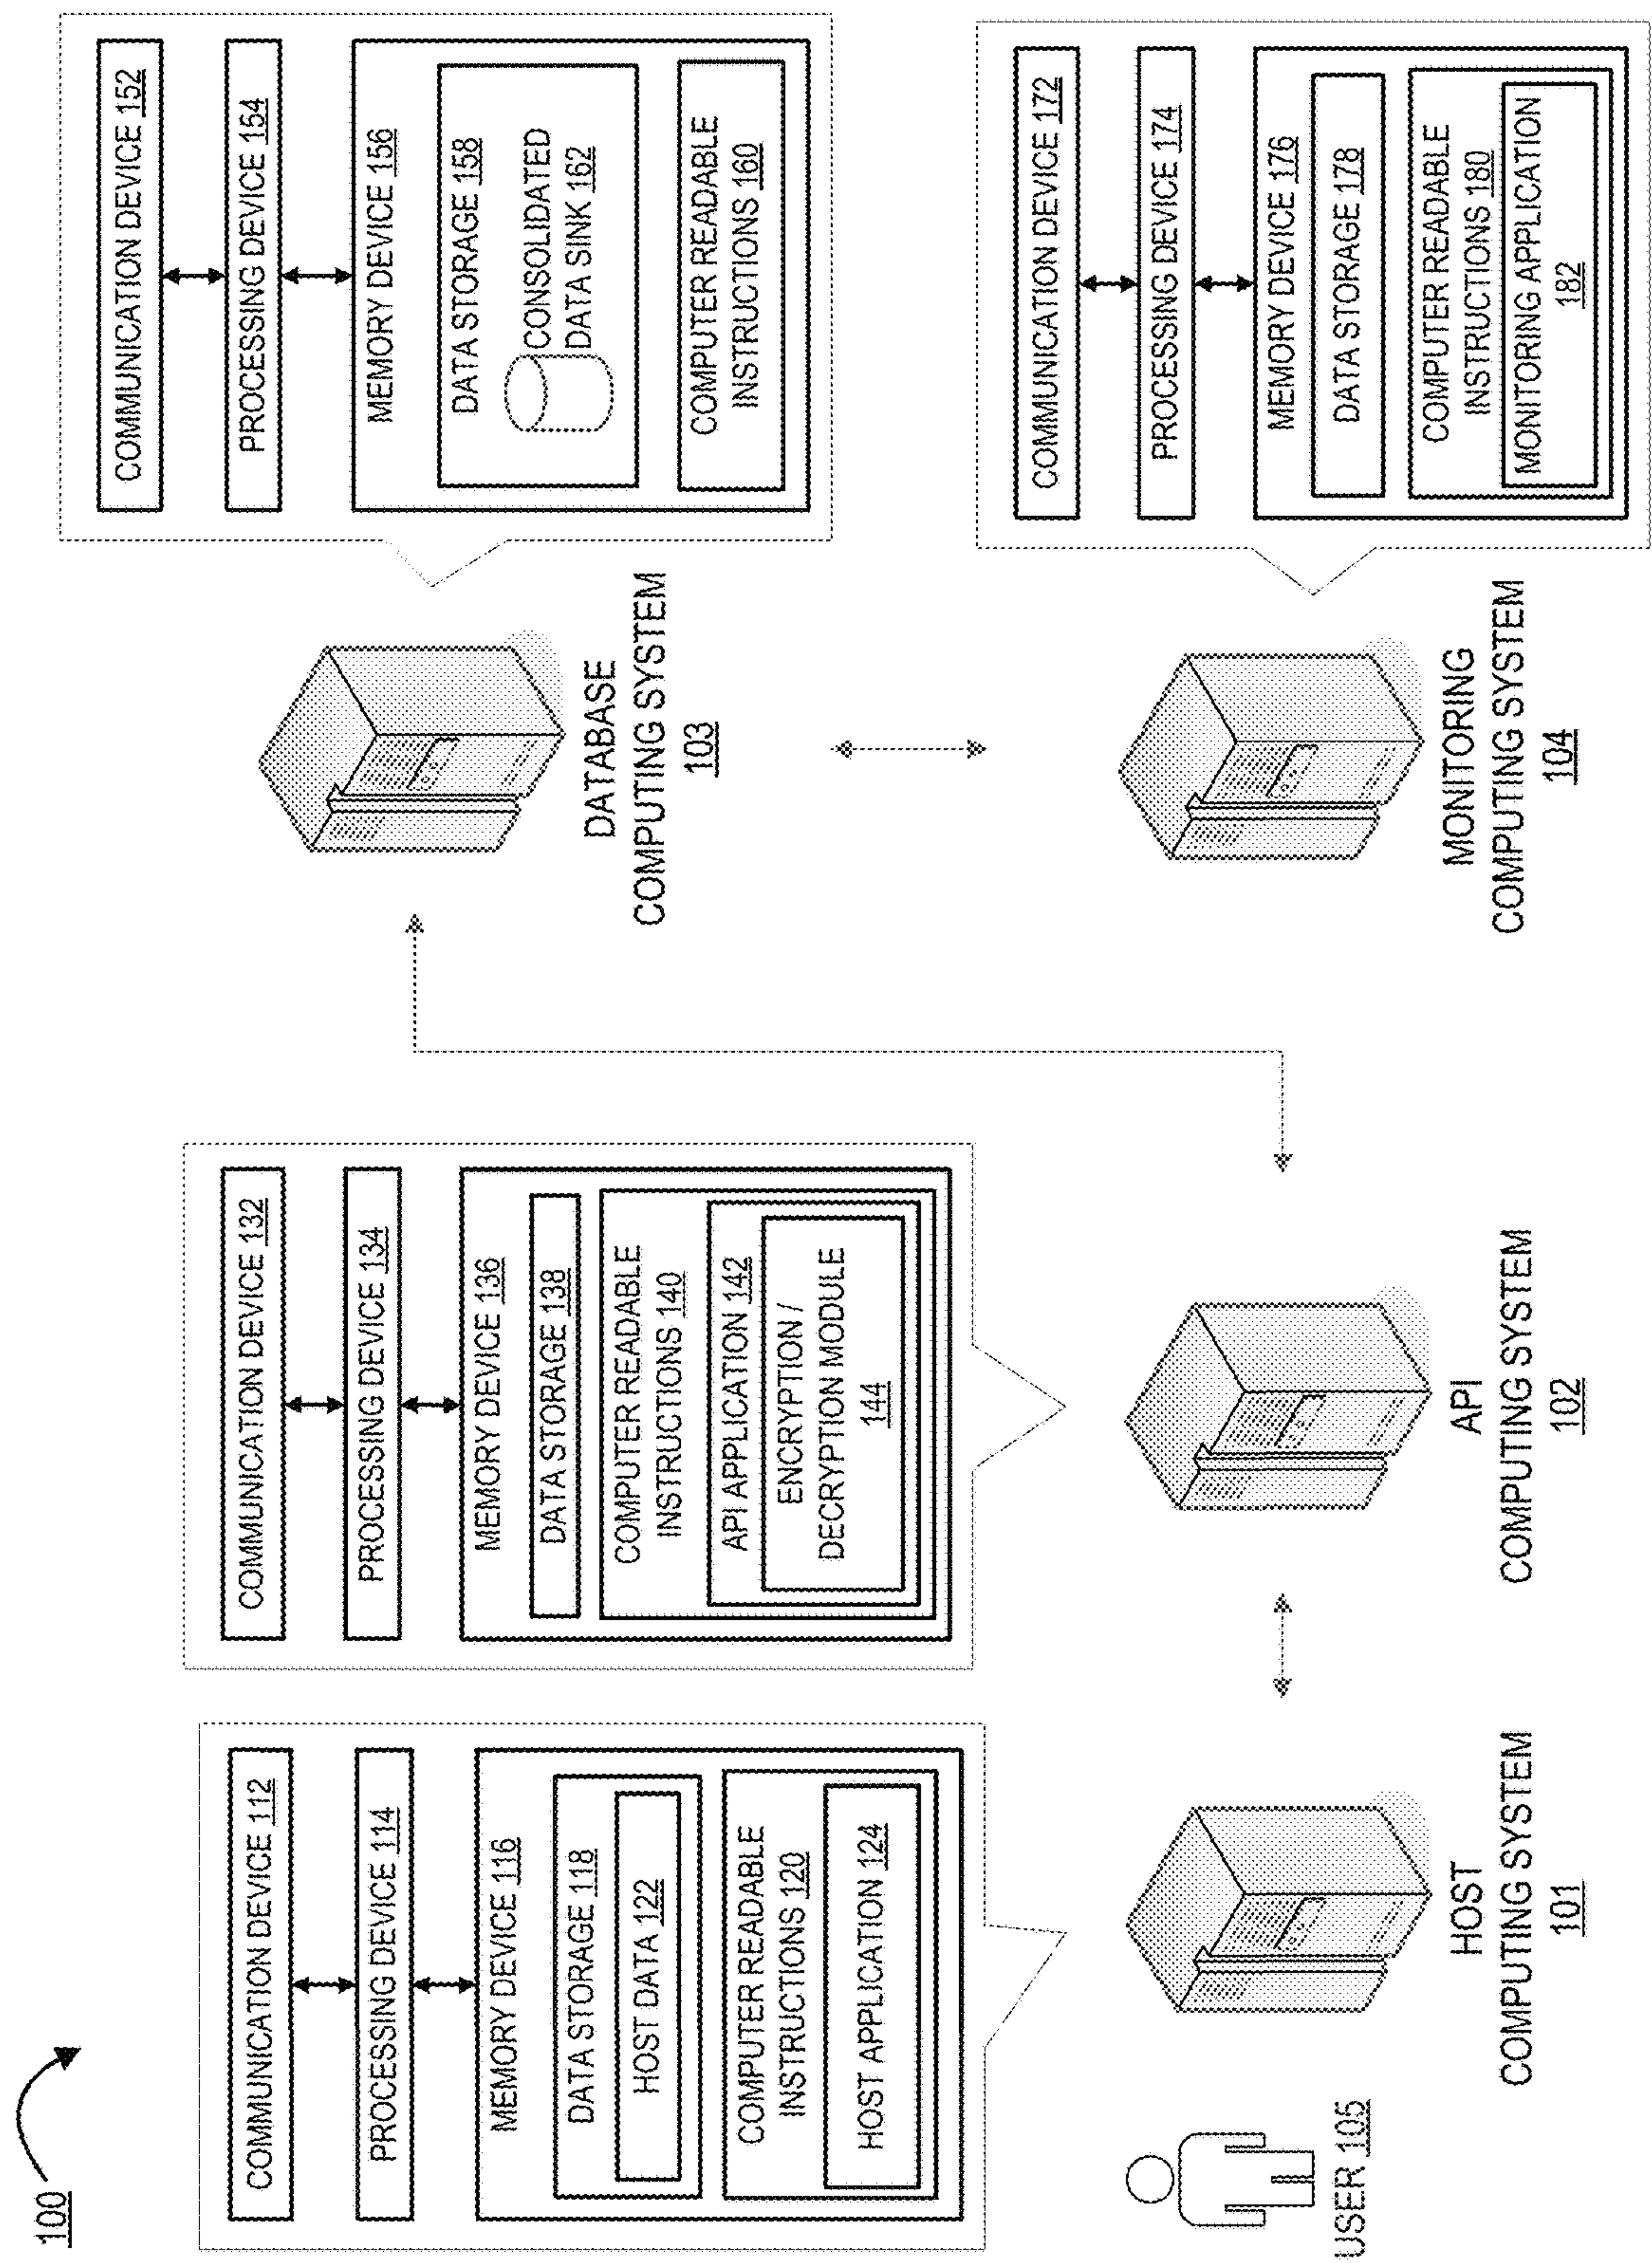 100
COMMUNICATION DEVICE 112
PROCESSING DEVICE 114
MEMORY DEVICE 116
DATA STORAGE 118
HOST DATA 122
COMPUTER READABLE
INSTRUCTIONS 120
HOST APPLICATION 124
USER 105
HOST
COMPUTING SYSTEM
101
COMMUNICATION DEVICE 132
PROCESSING DEVICE 134
MEMORY DEVICE 136
DATA STORAGE 138
COMPUTER READABLE
INSTRUCTIONS 140
API APPLICATION 142
ENCRYPTION /
DECRYPTION MODULE
144
API
COMPUTING SYSTEM
102
COMMUNICATION DEVICE 152
PROCESSING DEVICE 154
MEMORY DEVICE 156
DATA STORAGE 158
CONSOLIDATED
DATA SINK 162
COMPUTER READABLE
INSTRUCTIONS 160
DATABASE
COMPUTING SYSTEM
103
COMMUNICATION DEVICE 172
PROCESSING DEVICE 174
MEMORY DEVICE 176
DATA STORAGE 178
COMPUTER READABLE
INSTRUCTIONS 180
MONITORING APPLICATION
182
MONITORING
COMPUTING SYSTEM
104